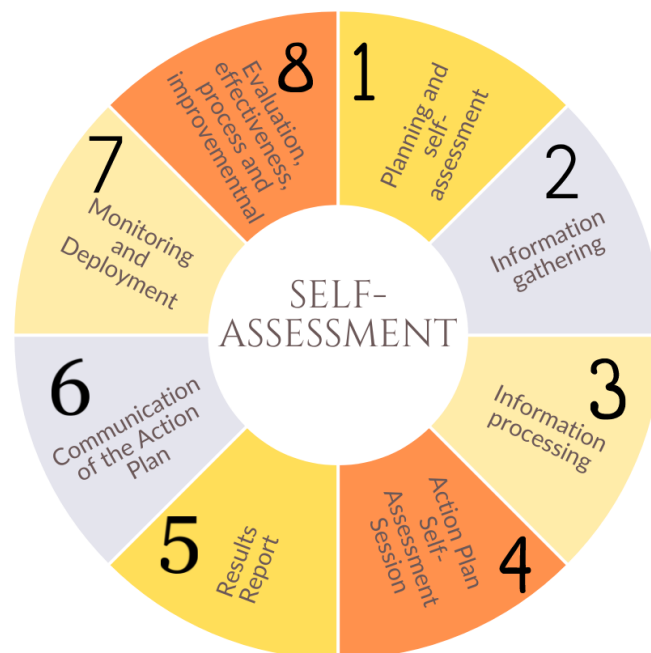 SELF-
ASSESSMENT
1
Planning and
self-
assessment
2
Information
gathering
3
Information
processing
4
Action Plan
Self-
Assessment
Session
5
Results
Report
6
Communication
of the Action
Plan
7
Monitoring
and
Deployment
8
Evaluation,
effectiveness,
process and
improvementnal